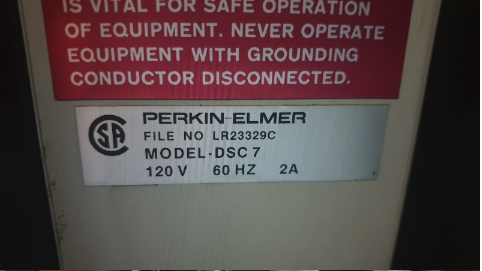 IS VITAL FOR SAFE OPERATION
OF EQUIPMENT. NEVER OPERATE
EQUIPMENT WITH GROUNDING
CONDUCTOR DISCONNECTED.
PERKIN-ELMER
SA FILE NO LR23329C
MODEL-DSC 7
120 V 60 HZ 2A